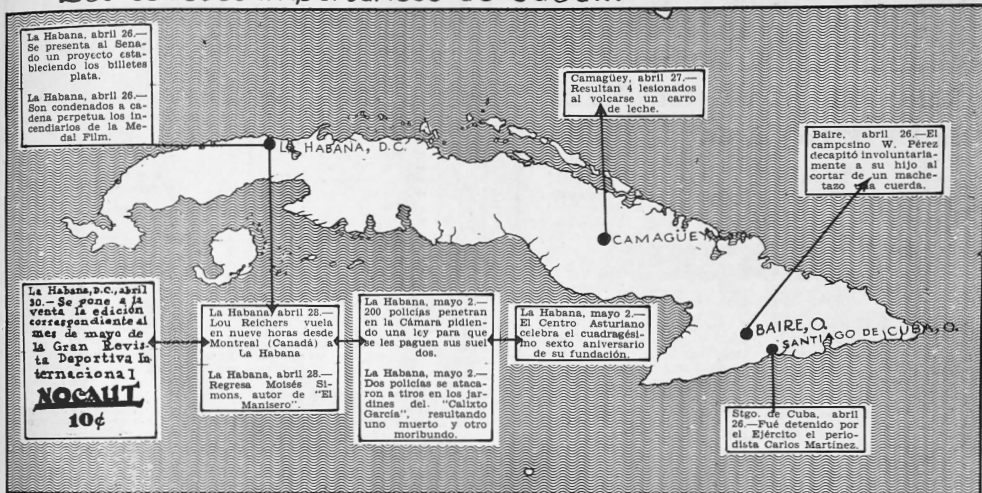 La Habana, abril 26.—
Se presenta al Sena-
do un proyecto esta-
bleciendo los billetes
plata.
La Habana, abril 26.—
Son condenados a ca-
dena perpetua los in-
cendiarios de la Me-
dal Film.
Camagüey, abril 27.—
Resultan 4 lesionados
al volcarse un carro
de leche.
Baire, abril 26.—El
campesino W. Pérez
decapitó involuntaria-
mente a su hijo al
cortar de un mache-
tazo una cuerda.
LA HABANA, D.C.
CAMAGÜEY
BAIRE, O.
SANTIAGO DE CUBA, O.
La Habana, D.C., abril
30.- Se pone a la
venta la edición
correspondiente al
mes de mayo de
la Gran Revis-
ta Deportiva In-
ternacional
NOCAUT
10¢
La Habana, abril 28.—
Lou Reichers vuela
en nueve horas desde
Montreal (Canadá) a
La Habana
La Habana, abril 28.—
Regresa Moisés Si-
mons, autor de "El
Manisero".
La Habana, mayo 2.—
200 policías penetran
en la Cámara pidien-
do una ley para que
se les paguen sus suel-
dos.
La Habana, mayo 2.—
Dos policías se ataca-
ron a tiros en los jar-
dines del "Calixto
García", resultando
uno muerto y otro
moribundo.
La Habana, mayo 2.—
El Centro Asturiano
celebra el cuadragési-
mo sexto aniversario
de su fundación.
Stgo. de Cuba, abril
26.—Fué detenido por
el Ejército el perio-
dista Carlos Martínez.